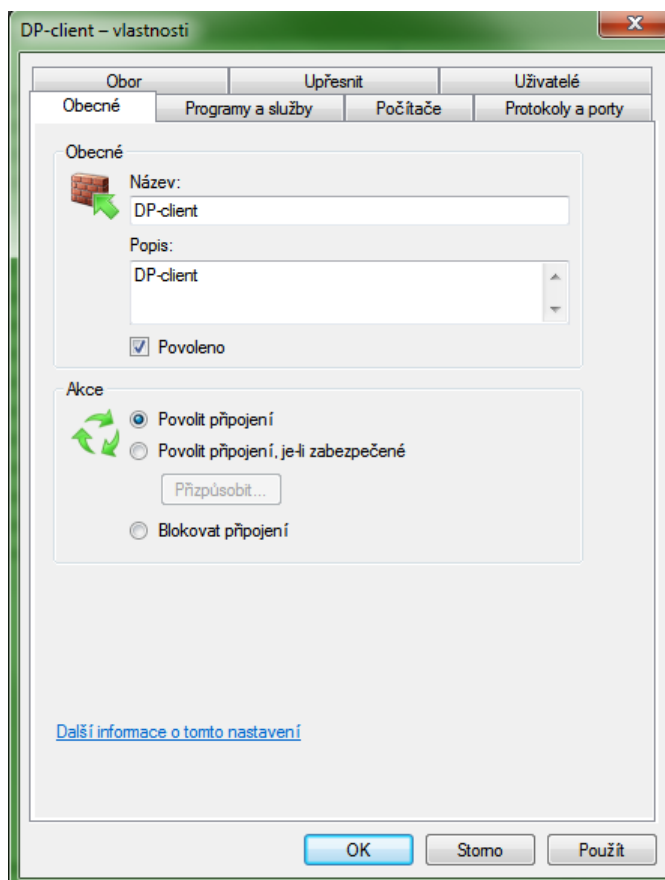 DP-client – vlastnosti
Obor Upřesnit Uživatelé
Obecné Programy a služby Počítače Protokoly a porty
Obecné
Název:
DP-client
Popis:
DP-client
Povoleno
Akce
Povolit připojení
Povolit připojení, je-li zabezpečené
Přizpůsobit...
Blokovat připojení
Další informace o tomto nastavení
OK Storno Použít